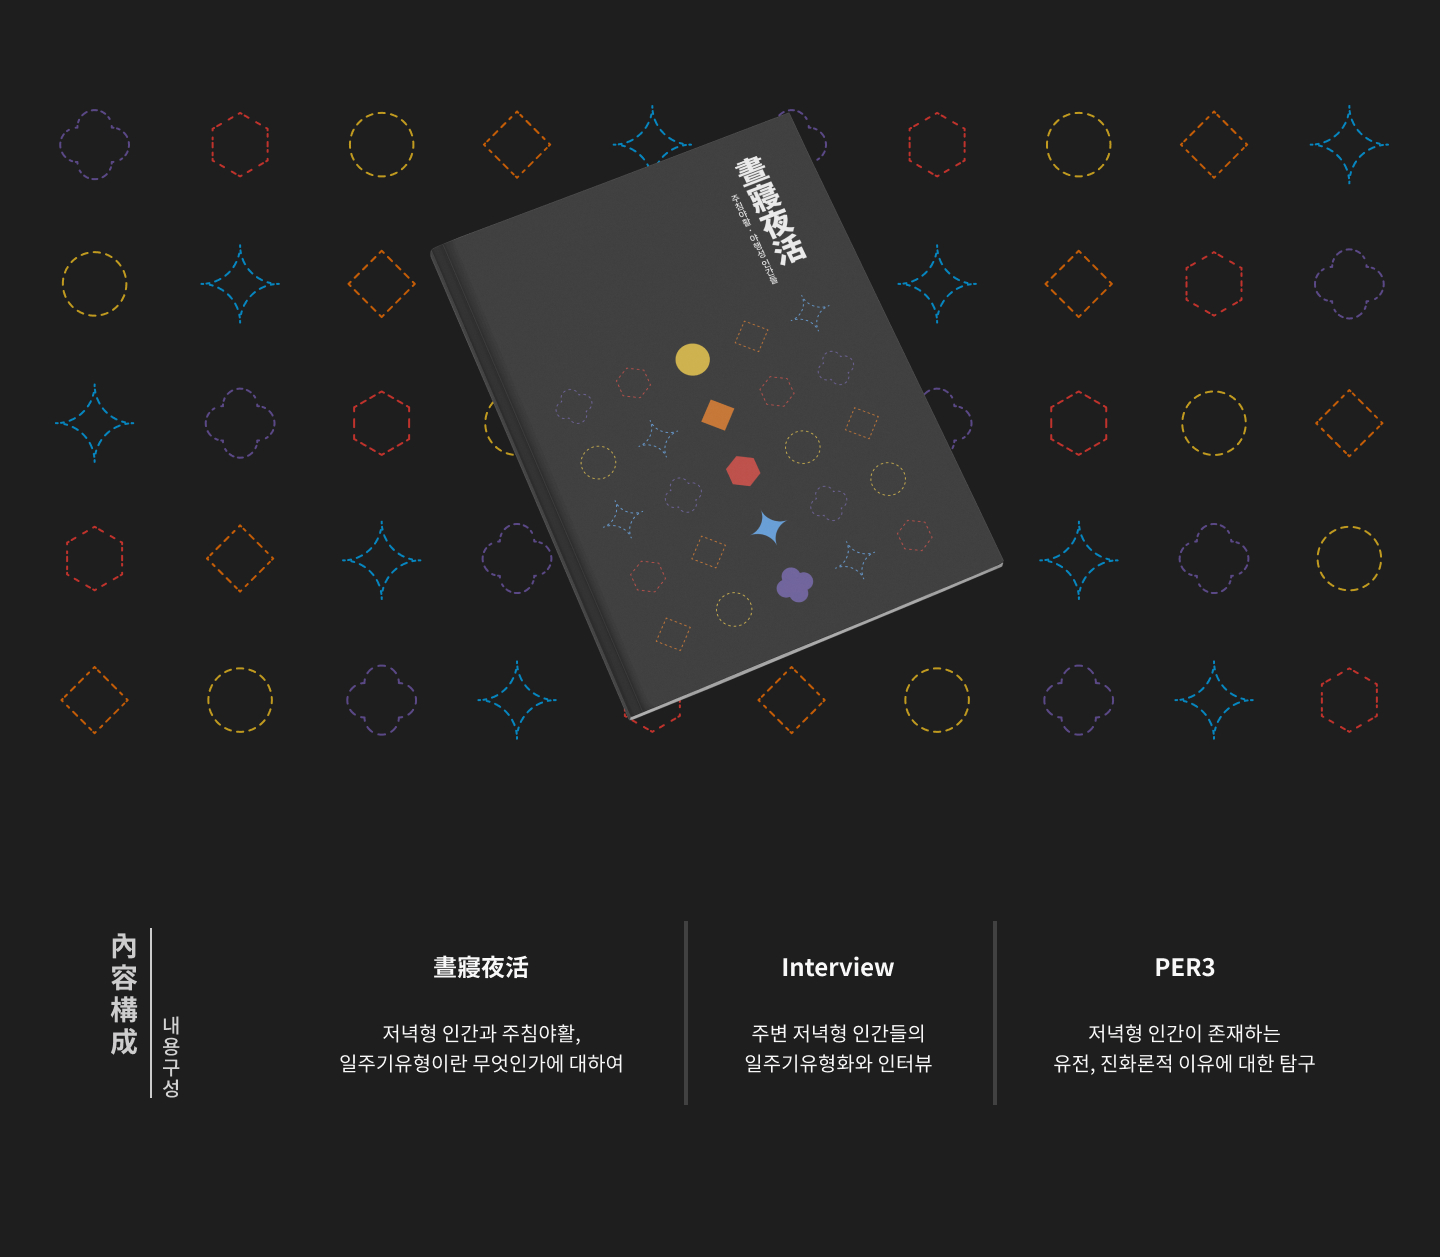 晝寢夜活
주침야활 · 야행성 인간들
內容構成
내용구성
晝寢夜活
저녁형 인간과 주침야활,
일주기유형이란 무엇인가에 대하여
Interview
주변 저녁형 인간들의
일주기유형화와 인터뷰
PER3
저녁형 인간이 존재하는
유전, 진화론적 이유에 대한 탐구